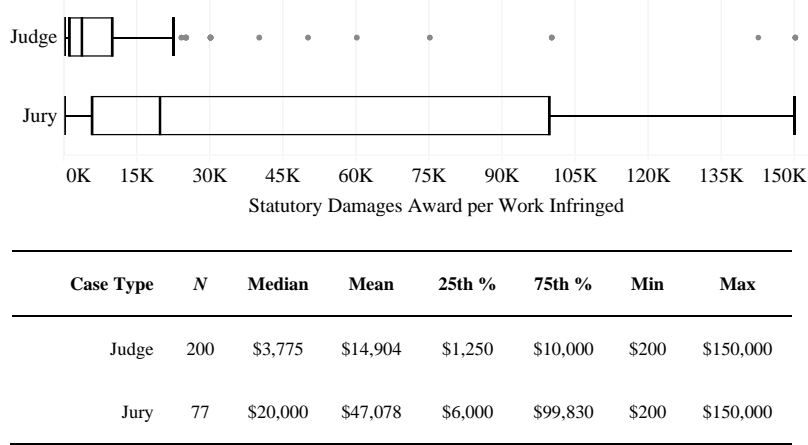 Judge
Jury
0K 15K 30K 45K 60K 75K 90K 105K 120K 135K 150K
Statutory Damages Award per Work Infringed
Case Type N Median Mean 25th % 75th % Min Max
Judge 200 $3,775 $14,904 $1,250 $10,000 $200 $150,000
Jury 77 $20,000 $47,078 $6,000 $99,830 $200 $150,000